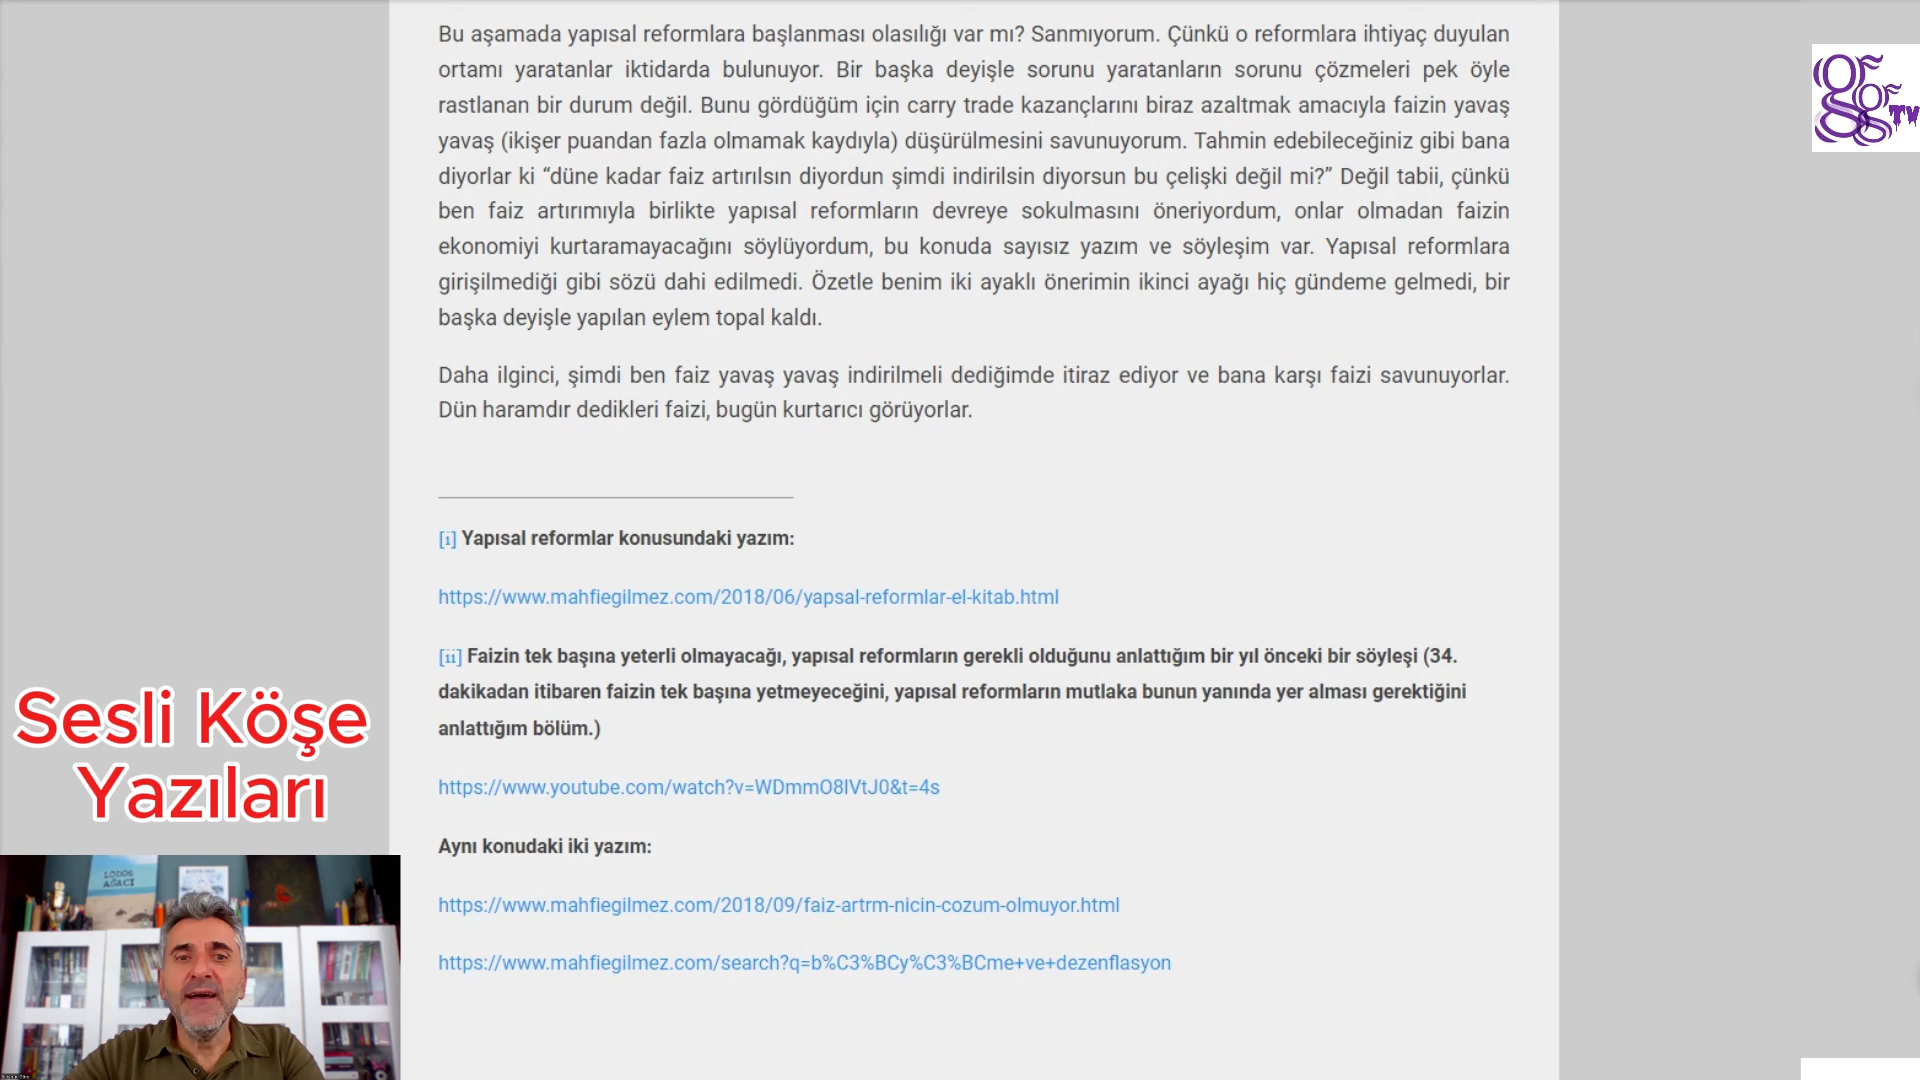 Bu aşamada yapısal reformlara başlanması olasılığı var mı? Sanmıyorum. Çünkü o reformlara ihtiyaç duyulan
ortamı yaratanlar iktidarda bulunuyor. Bir başka deyişle sorunu yaratanların sorunu çözmeleri pek öyle
rastlanan bir durum değil. Bunu gördüğüm için carry trade kazançlarını biraz azaltmak amacıyla faizin yavaş
yavaş (ikişer puandan fazla olmamak kaydıyla) düşürülmesini savunuyorum. Tahmin edebileceğiniz gibi bana
diyorlar ki “düne kadar faiz artırılsın diyordun şimdi indirilsin diyorsun bu çelişki değil mi?” Değil tabii, çünkü
ben faiz artırımıyla birlikte yapısal reformların devreye sokulmasını öneriyordum, onlar olmadan faizin
ekonomiyi kurtaramayacağını söylüyordum, bu konuda sayısız yazım ve söyleşim var. Yapısal reformlara
girişilmediği gibi sözü dahi edilmedi. Özetle benim iki ayaklı önerimin ikinci ayağı hiç gündeme gelmedi, bir
başka deyişle yapılan eylem topal kaldı.
Daha ilginci, şimdi ben faiz yavaş yavaş indirilmeli dediğimde itiraz ediyor ve bana karşı faizi savunuyorlar.
Dün haramdır dedikleri faizi, bugün kurtarıcı görüyorlar.
[i] Yapısal reformlar konusundaki yazım:
https://www.mahfiegilmez.com/2018/06/yapsal-reformlar-el-kitab.html
[ii] Faizin tek başına yeterli olmayacağı, yapısal reformların gerekli olduğunu anlattığım bir yıl önceki bir söyleşi (34.
dakikadan itibaren faizin tek başına yetmeyeceğini, yapısal reformların mutlaka bunun yanında yer alması gerektiğini
anlattığım bölüm.)
https://www.youtube.com/watch?v=WDmmO8lVtJ0&t=4s
Aynı konudaki iki yazım:
https://www.mahfiegilmez.com/2018/09/faiz-artrm-nicin-cozum-olmuyor.html
https://www.mahfiegilmez.com/search?q=b%C3%BCy%C3%BCme+ve+dezenflasyon
Sesli Köşe
Yazıları
LODOS
AĞACI
TV